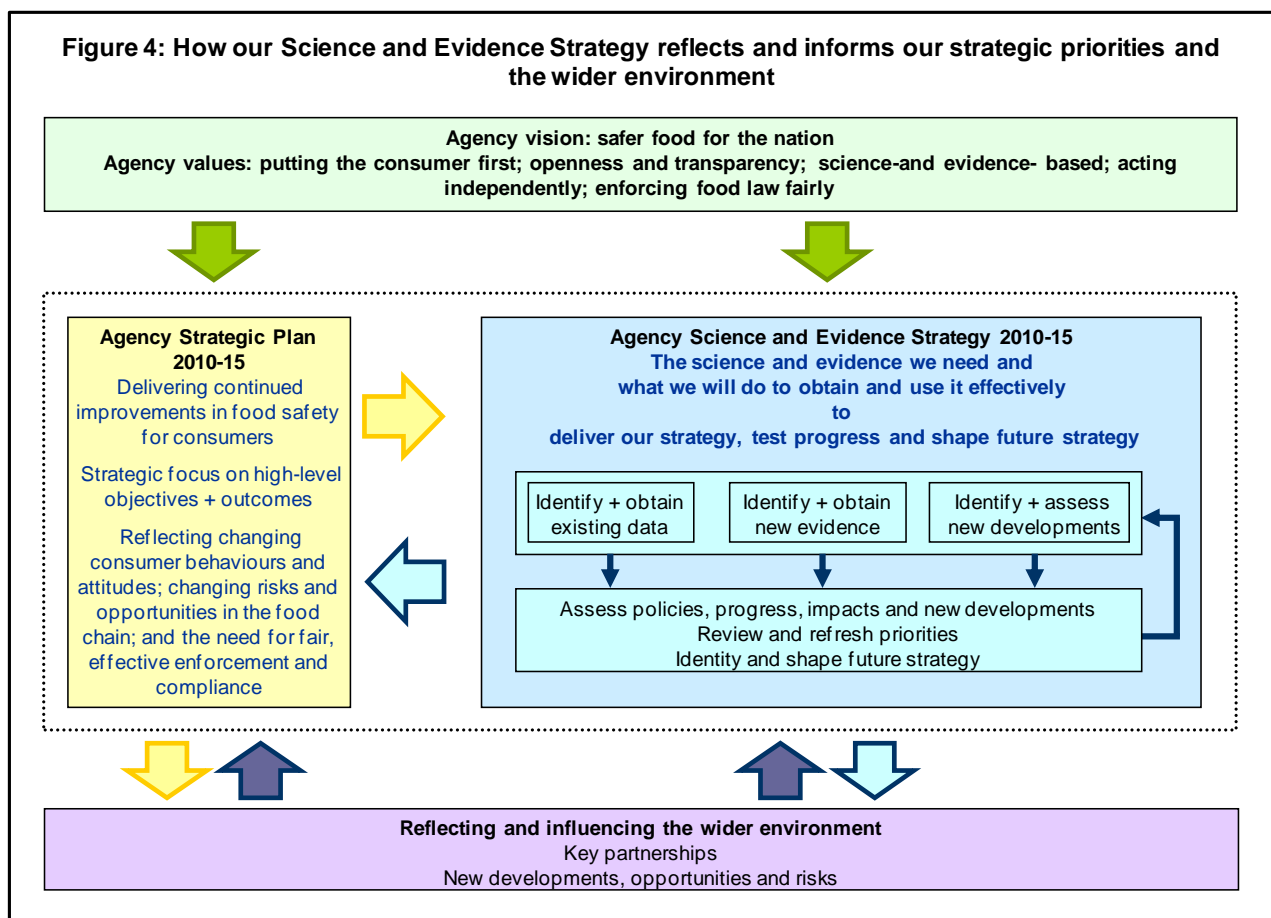 Figure 4: How our Science and Evidence Strategy reflects and informs our strategic priorities and
the wider environment
Agency vision: safer food for the nation
Agency values: putting the consumer first; openness and transparency; science-and evidence- based; acting
independently; enforcing food law fairly
Agency Strategic Plan
2010-15
Delivering continued
improvements in food safety
for consumers
Strategic focus on high-level
objectives + outcomes
Reflecting changing
consumer behaviours and
attitudes; changing risks and
opportunities in the food
chain; and the need for fair,
effective enforcement and
compliance
Agency Science and Evidence Strategy 2010-15
The science and evidence we need and
what we will do to obtain and use it effectively
to
deliver our strategy, test progress and shape future strategy
Identify + obtain
existing data
Identify + obtain
new evidence
Identify + assess
new developments
Assess policies, progress, impacts and new developments
Review and refresh priorities
Identity and shape future strategy
Reflecting and influencing the wider environment
Key partnerships
New developments, opportunities and risks